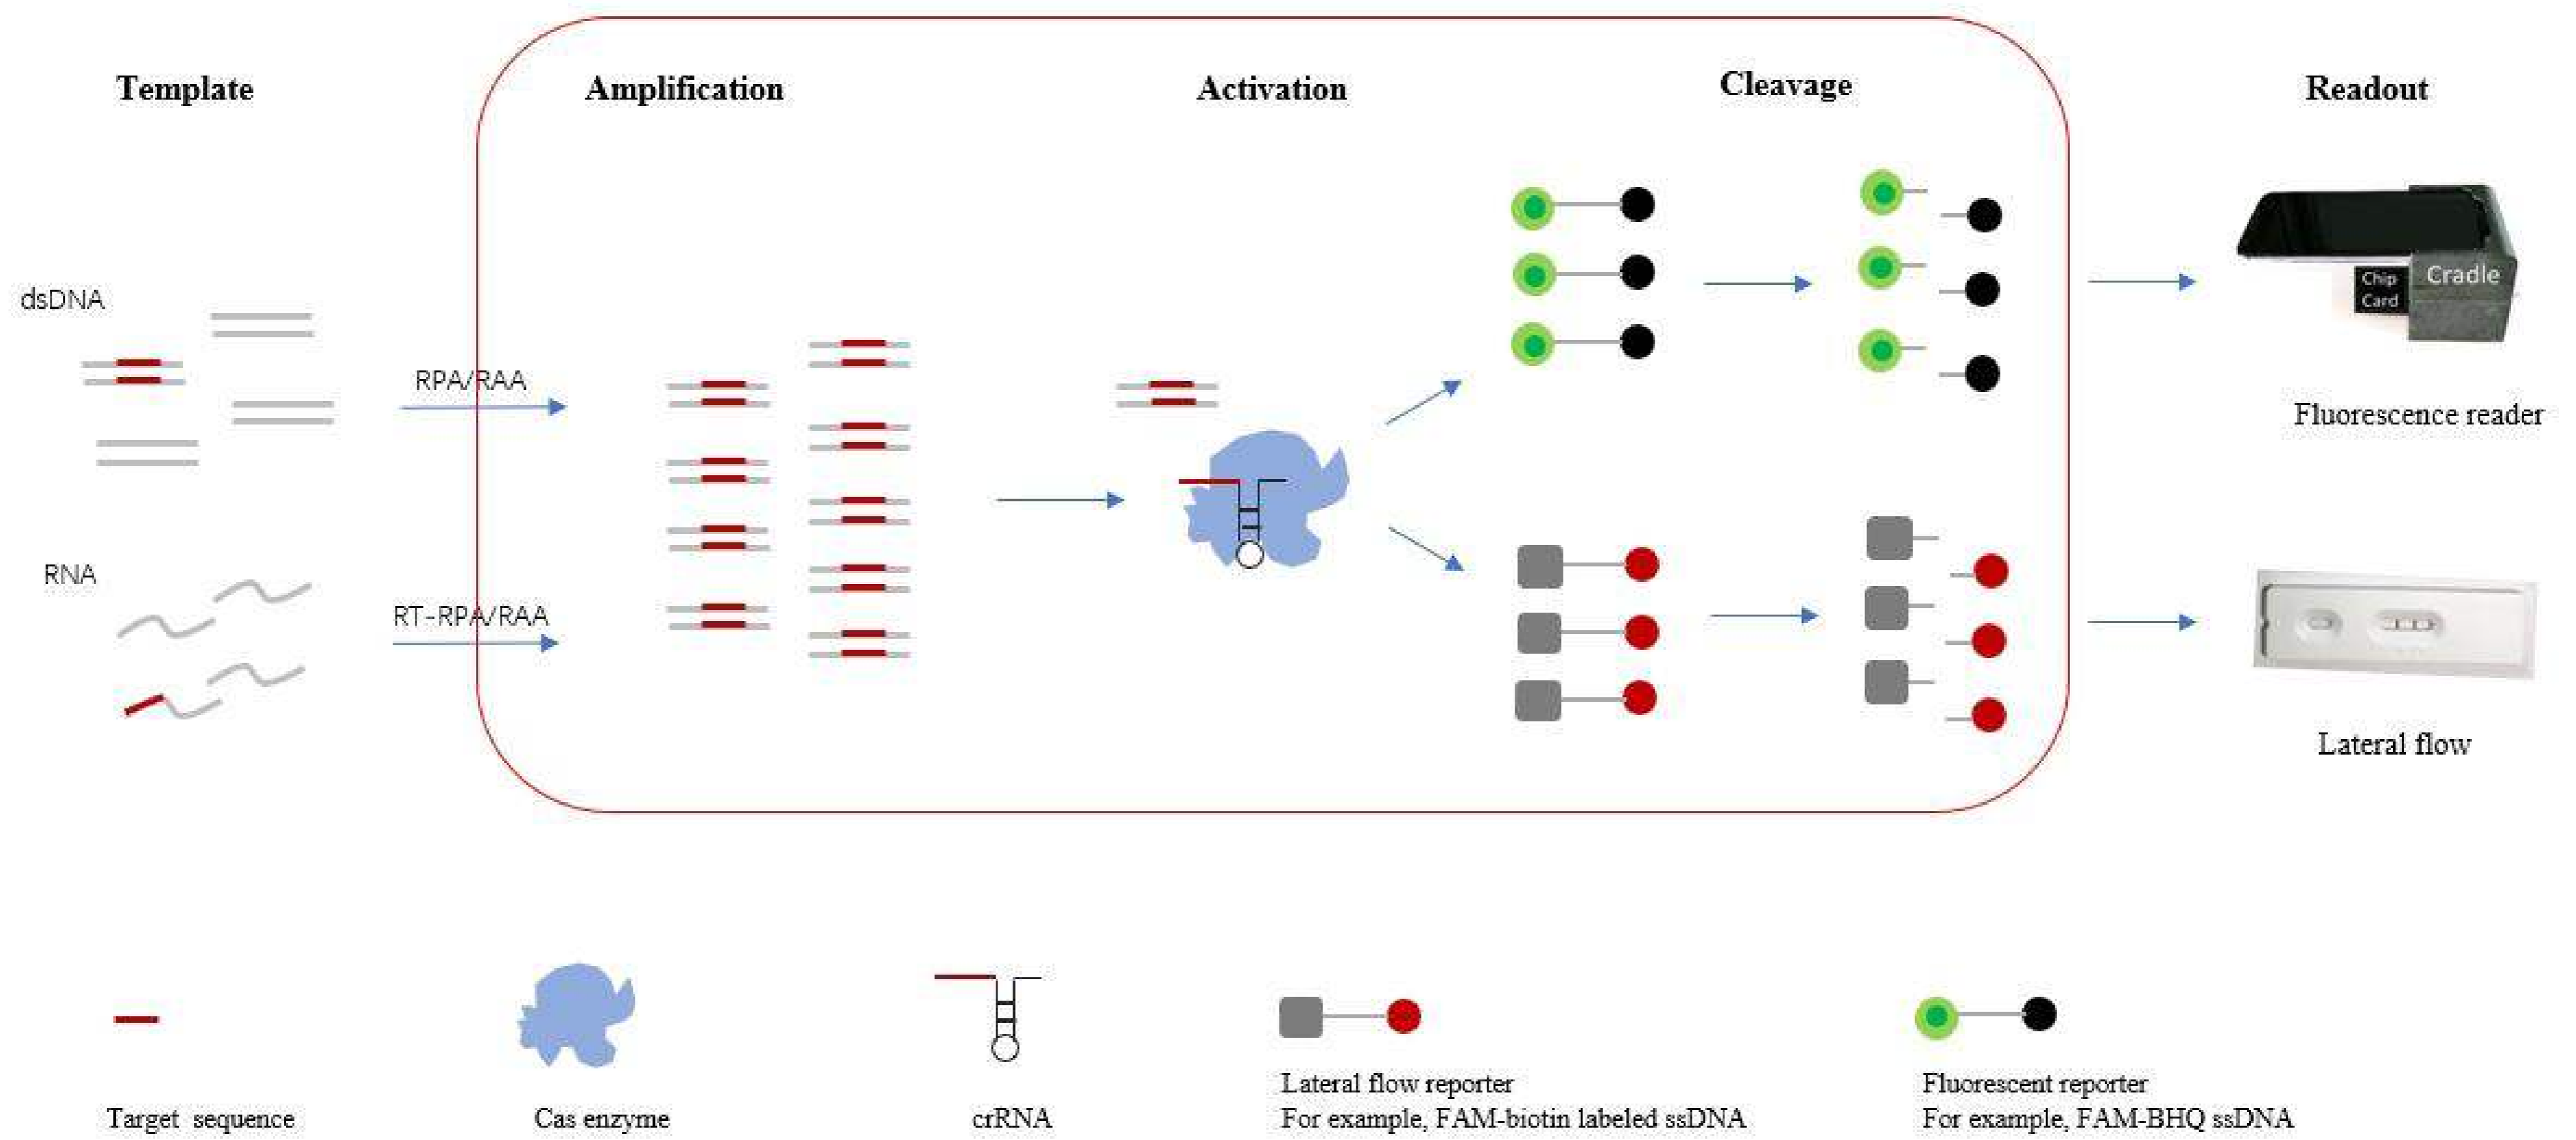 Template
Amplification
Activation
Cleavage
Readout
dsDNA
RPA/RAA
Chip
Card
Cradle
Fluorescence reader
RNA
RT-RPA/RAA
Lateral flow
Target sequence
Cas enzyme
crRNA
Lateral flow reporter
For example, FAM-biotin labeled ssDNA
Fluorescent reporter
For example, FAM-BHQ ssDNA